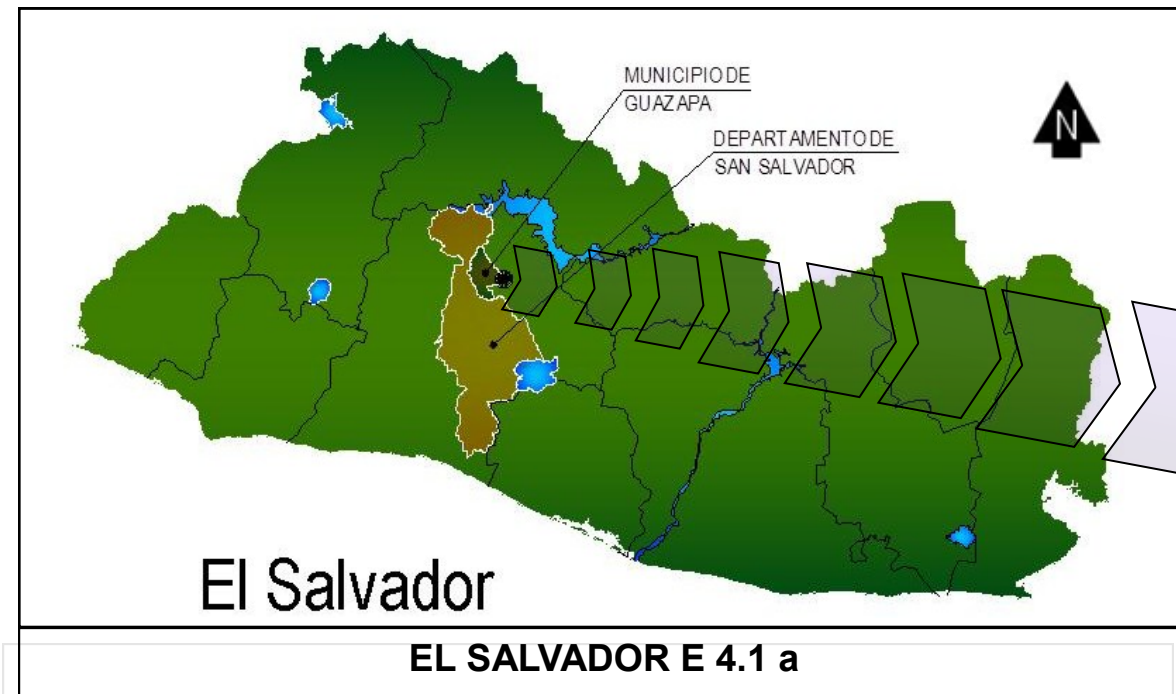 MUNICIPIO DE
GUAZAPA
DEPARTAMENTO DE
SAN SALVADOR
N
El Salvador
EL SALVADOR E 4.1 a